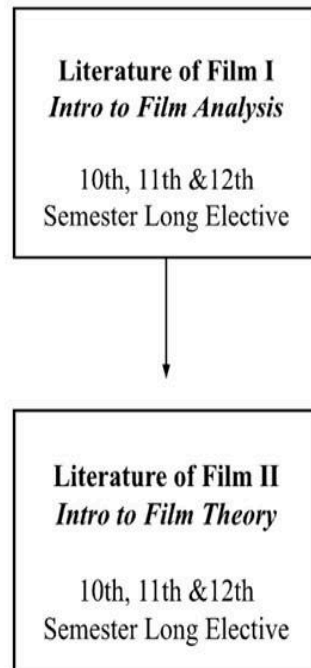 Literature of Film I
Intro to Film Analysis
10th, 11th &12th
Semester Long Elective
Literature of Film II
Intro to Film Theory
10th, 11th &12th
Semester Long Elective